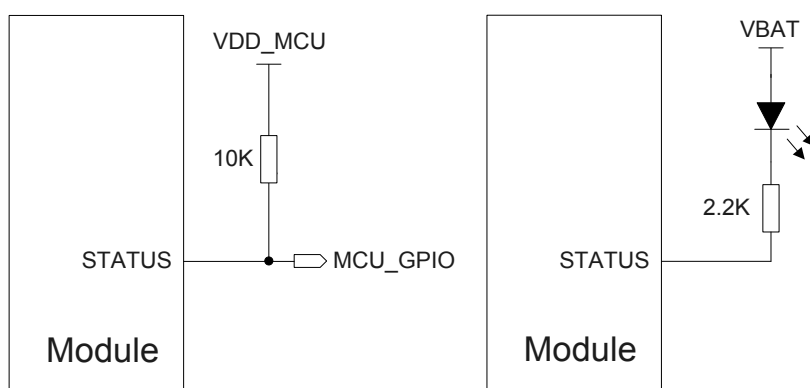 VDD_MCU
10K
STATUS
MCU_GPIO
Module
VBAT
2.2K
STATUS
Module